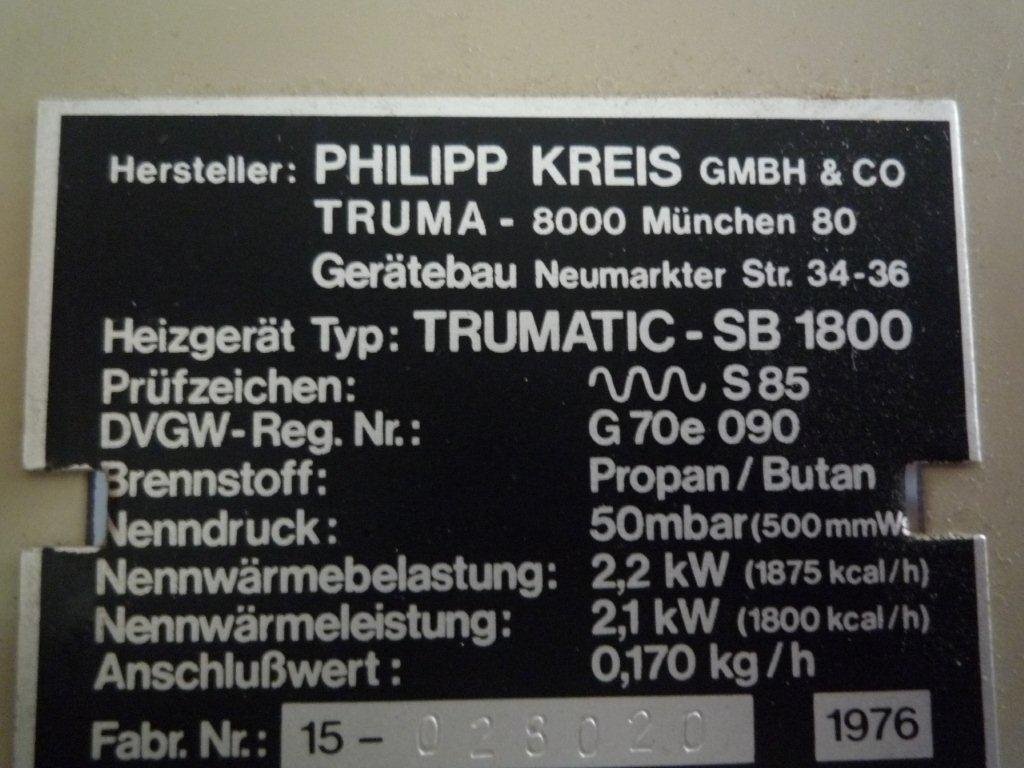 Hersteller: PHILIPP KREIS GMBH & CO
TRUMA - 8000 München 80
Gerätebau Neumarkter Str. 34-36
Heizgerät Typ: TRUMATIC - SB 1800
Prüfzeichen: S 85
DVGW-Reg. Nr.: G 70e 090
Brennstoff: Propan / Butan
Nenndruck: 50mbar (500 mmWs
Nennwärmebelastung: 2,2 kW (1875 kcal/h)
Nennwärmeleistung: 2,1 kW (1800 kcal/h)
Anschlußwert: 0,170 kg/h
Fabr. Nr.: 15 - 1976